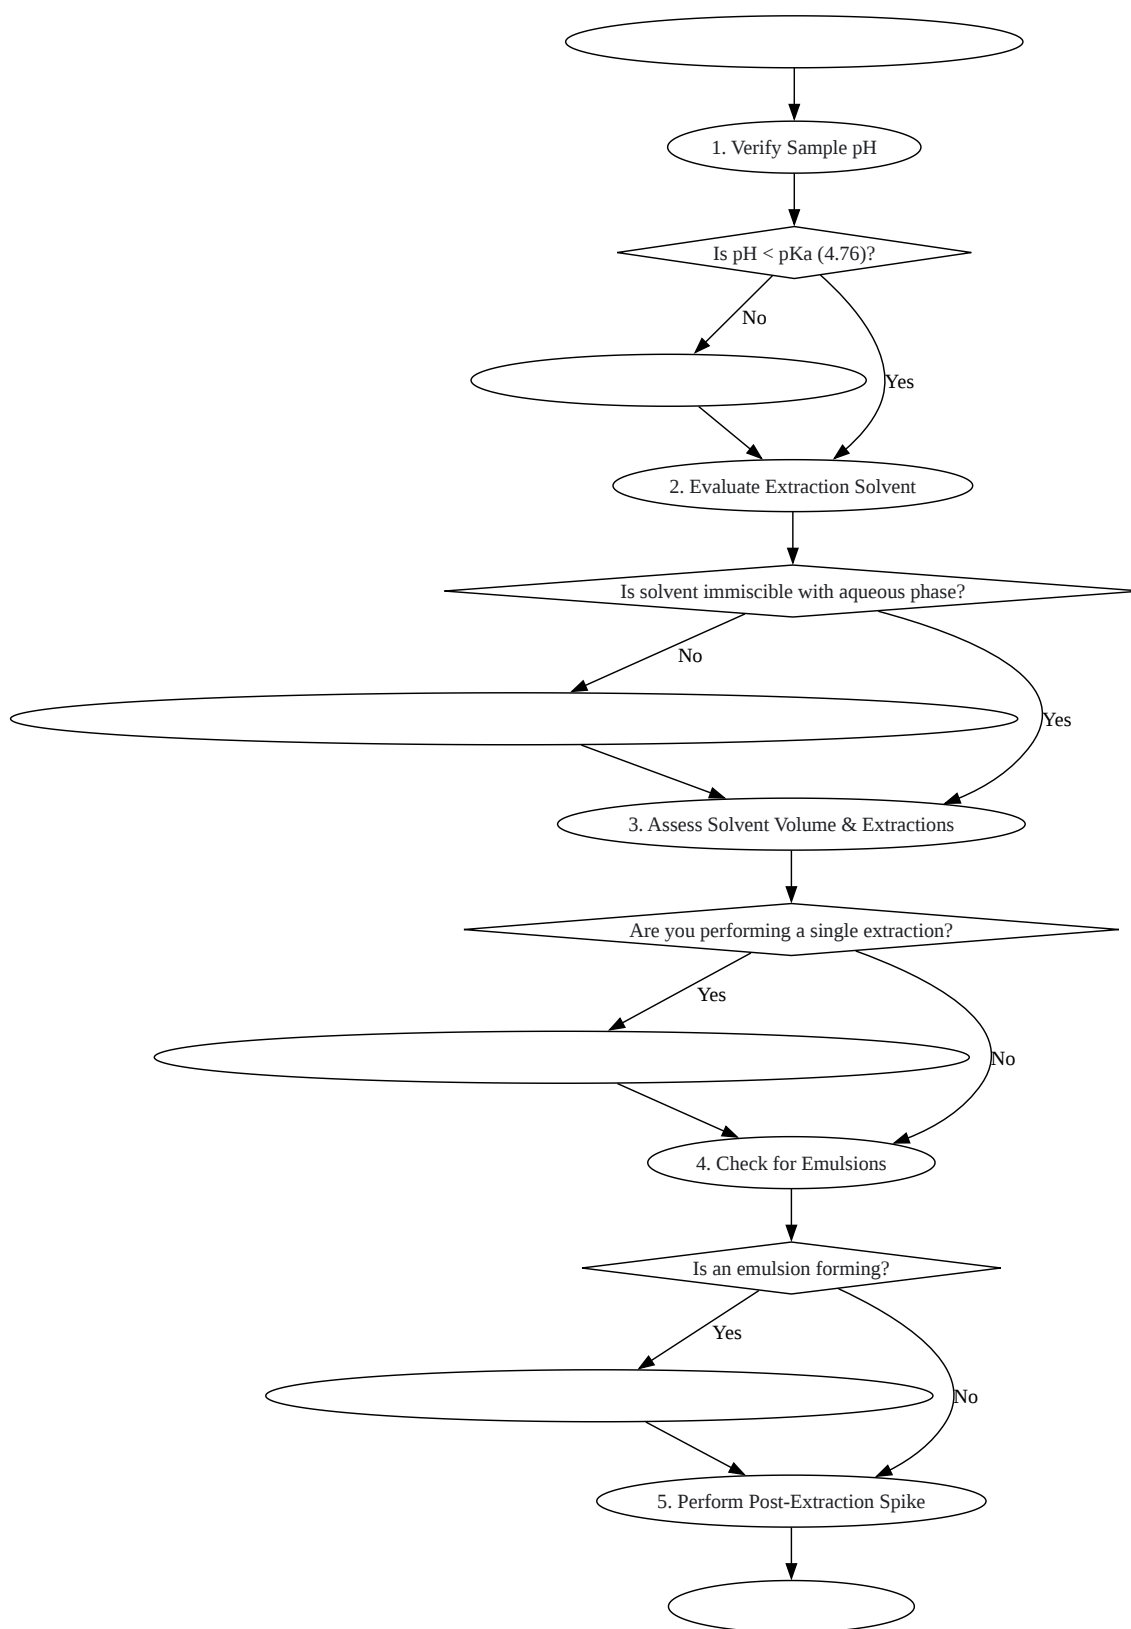 1. Verify Sample pH
Is pH < pKa (4.76)?
No
Yes
2. Evaluate Extraction Solvent
Is solvent immiscible with aqueous phase?
No
Yes
3. Assess Solvent Volume & Extractions
Are you performing a single extraction?
Yes
No
4. Check for Emulsions
Is an emulsion forming?
Yes
No
5. Perform Post-Extraction Spike